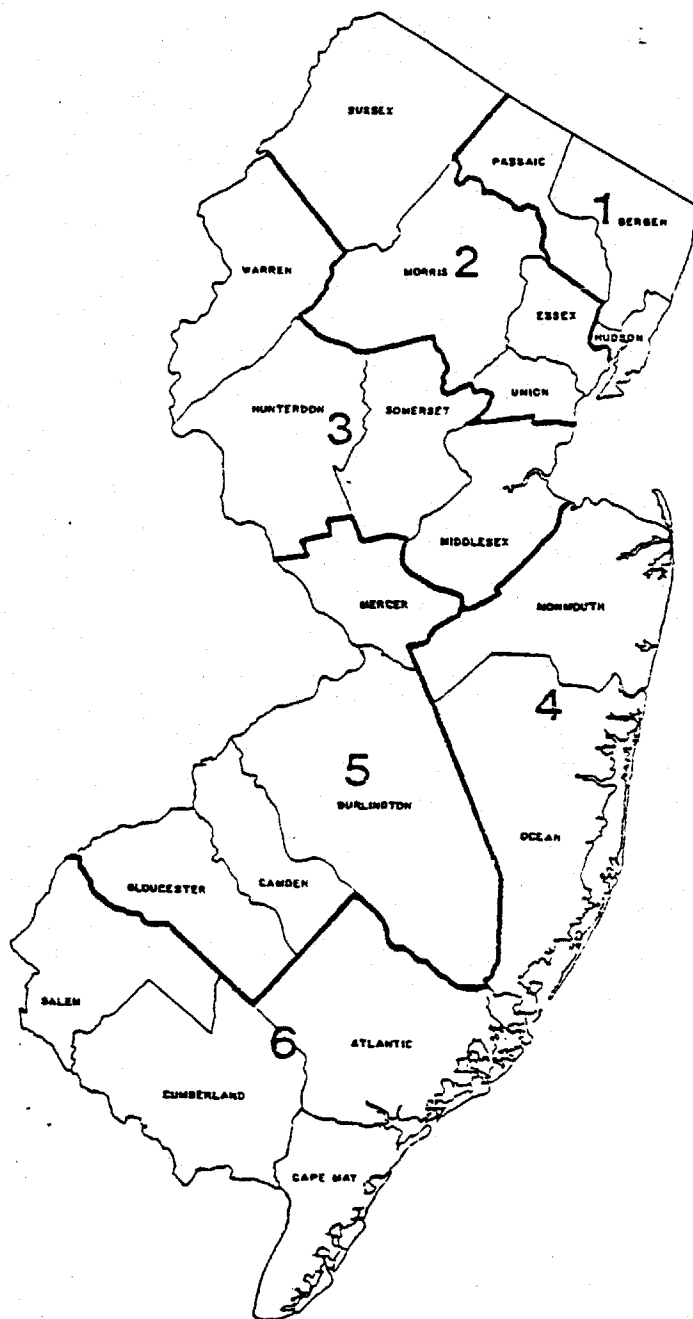 SUSSEX
PASSAIC
1 BERGEN
WARREN
MORRIS 2
ESSEX
HUDSON
UNION
HUNTERDON
SOMERSET
3
MIDDLESEX
MERCER
MONMOUTH
4
5
BURLINGTON
OCEAN
GLOUCESTER
CAMDEN
SALEM
6
ATLANTIC
CUMBERLAND
CAPE MAY